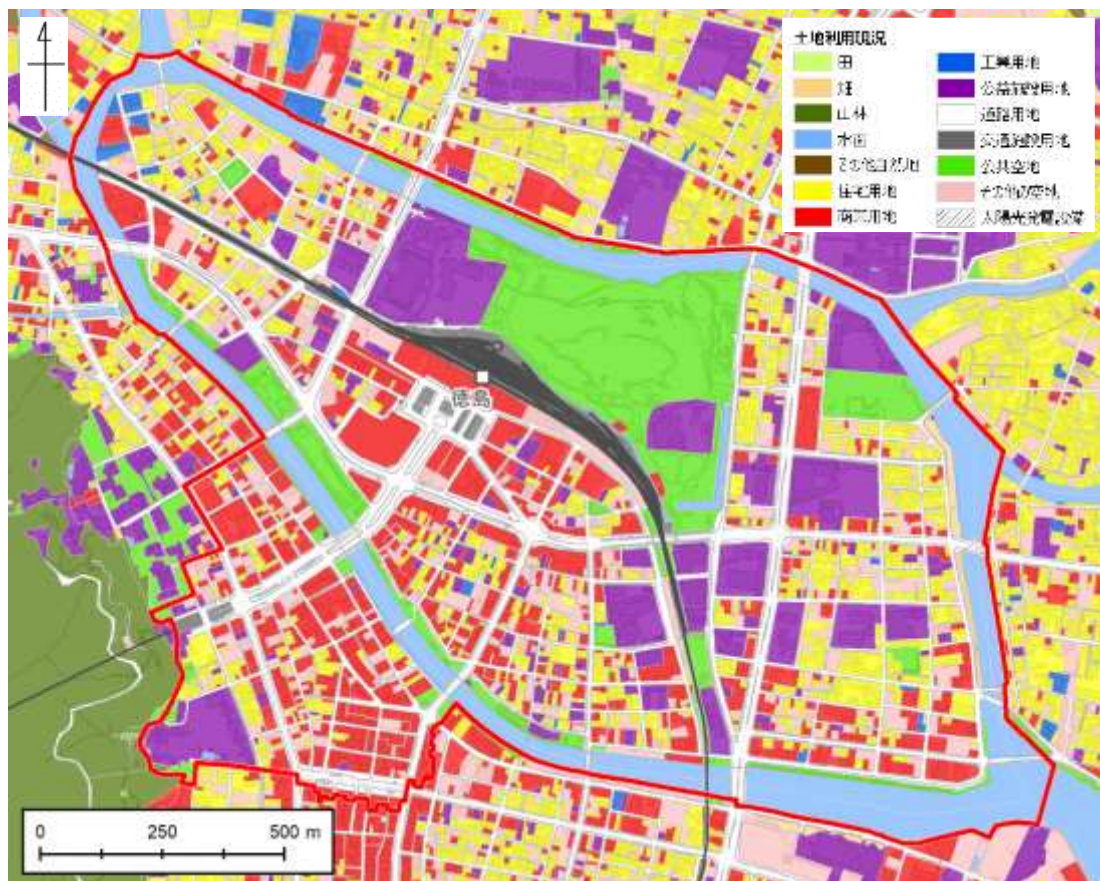 4
土地利用現況
田
畑
山林
水面
その他自然地
住宅用地
商業用地
工業用地
公益施設用地
道路用地
交通施設用地
公共空地
その他の空地
太陽光発電設備
徳島
0 250 500 m